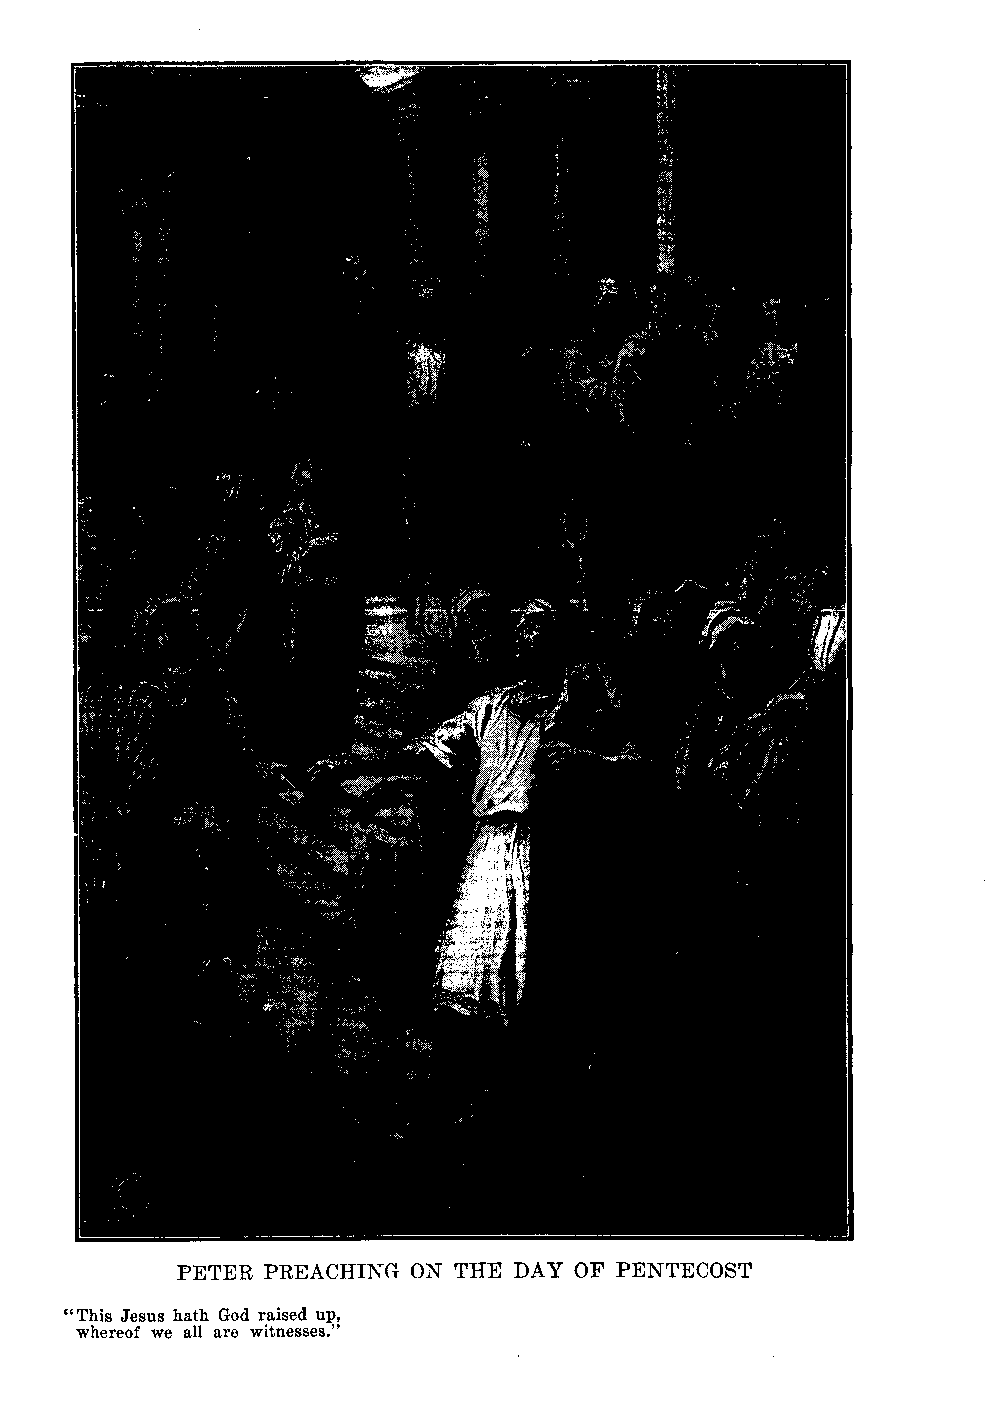 PETER PREACHING ON THE DAY OF PENTECOST
“This Jesus hath God raised up,
whereof we all are witnesses.”